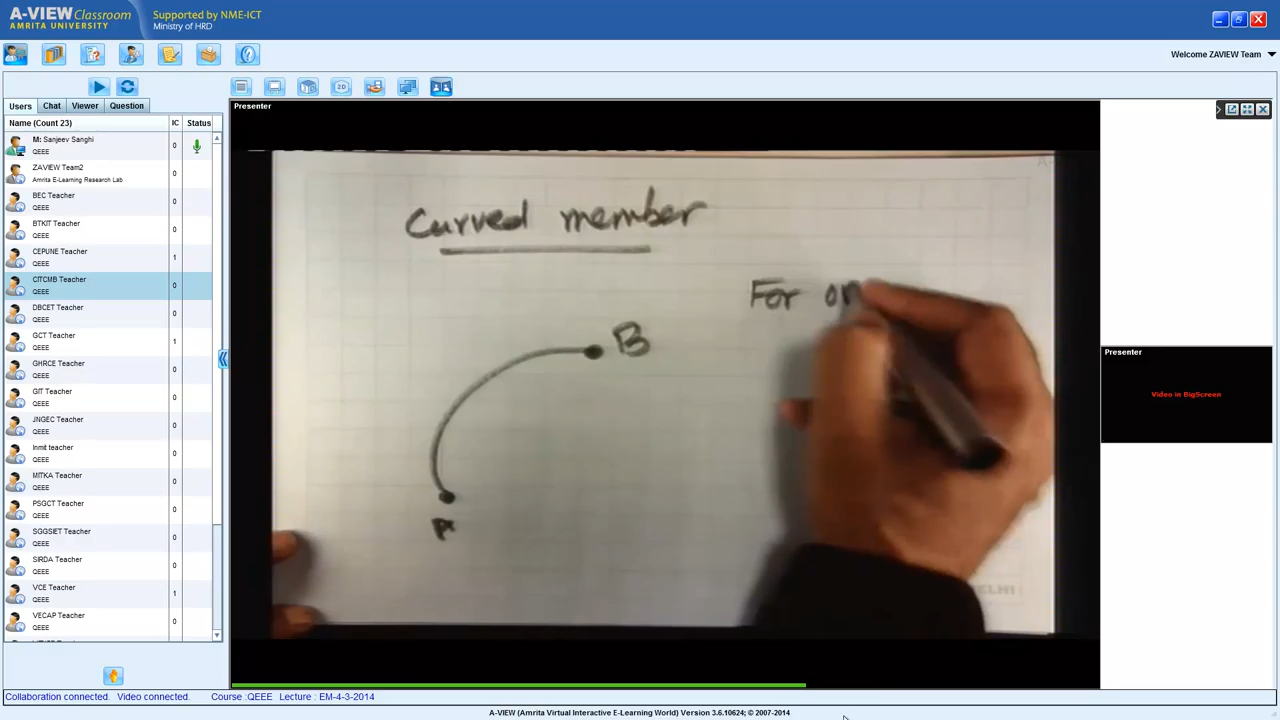 A-VIEW Classroom
AMRITA UNIVERSITY
Supported by NME-ICT
Ministry of HRD
Welcome ZAVIEW Team
Users Chat Viewer Question
Name (Count 23) IC Status
M: Sanjeev Sanghi
QEEE 0
ZAVIEW Team2
Amrita E-Learning Research Lab 0
BEC Teacher
QEEE 0
BTKIT Teacher
QEEE 0
CEPUNE Teacher
QEEE 1
CITCMB Teacher
QEEE 0
DBCET Teacher
QEEE 0
GCT Teacher
QEEE 1
GHRCE Teacher
QEEE 0
GIT Teacher
QEEE 0
JNGEC Teacher
QEEE 0
Inmit teacher
QEEE 0
MITKA Teacher
QEEE 0
PSGCT Teacher
QEEE 0
SGGSIET Teacher
QEEE 0
SIRDA Teacher
QEEE 0
VCE Teacher
QEEE 1
VECAP Teacher
QEEE 0
Presenter
Curved member
For
B
A
DELHI
Presenter
Video in BigScreen
2D
Collaboration connected. Video connected. Course :QEEE Lecture : EM-4-3-2014
A-VIEW (Amrita Virtual Interactive E-Learning World) Version 3.6.10624; © 2007-2014